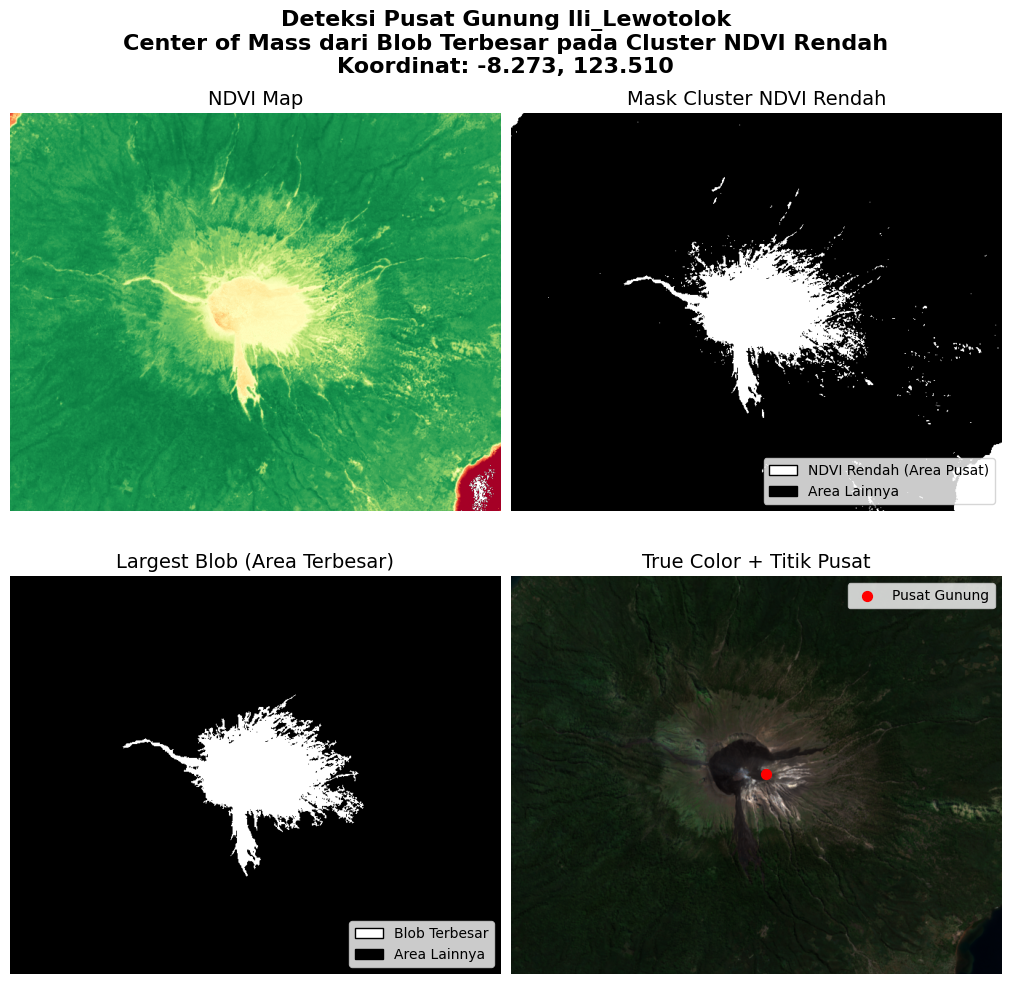 Deteksi Pusat Gunung Ili_Lewotolok
Center of Mass dari Blob Terbesar pada Cluster NDVI Rendah
Koordinat: -8.273, 123.510
NDVI Map
Mask Cluster NDVI Rendah
NDVI Rendah (Area Pusat)
Area Lainnya
Largest Blob (Area Terbesar)
True Color + Titik Pusat
Pusat Gunung
Blob Terbesar
Area Lainnya